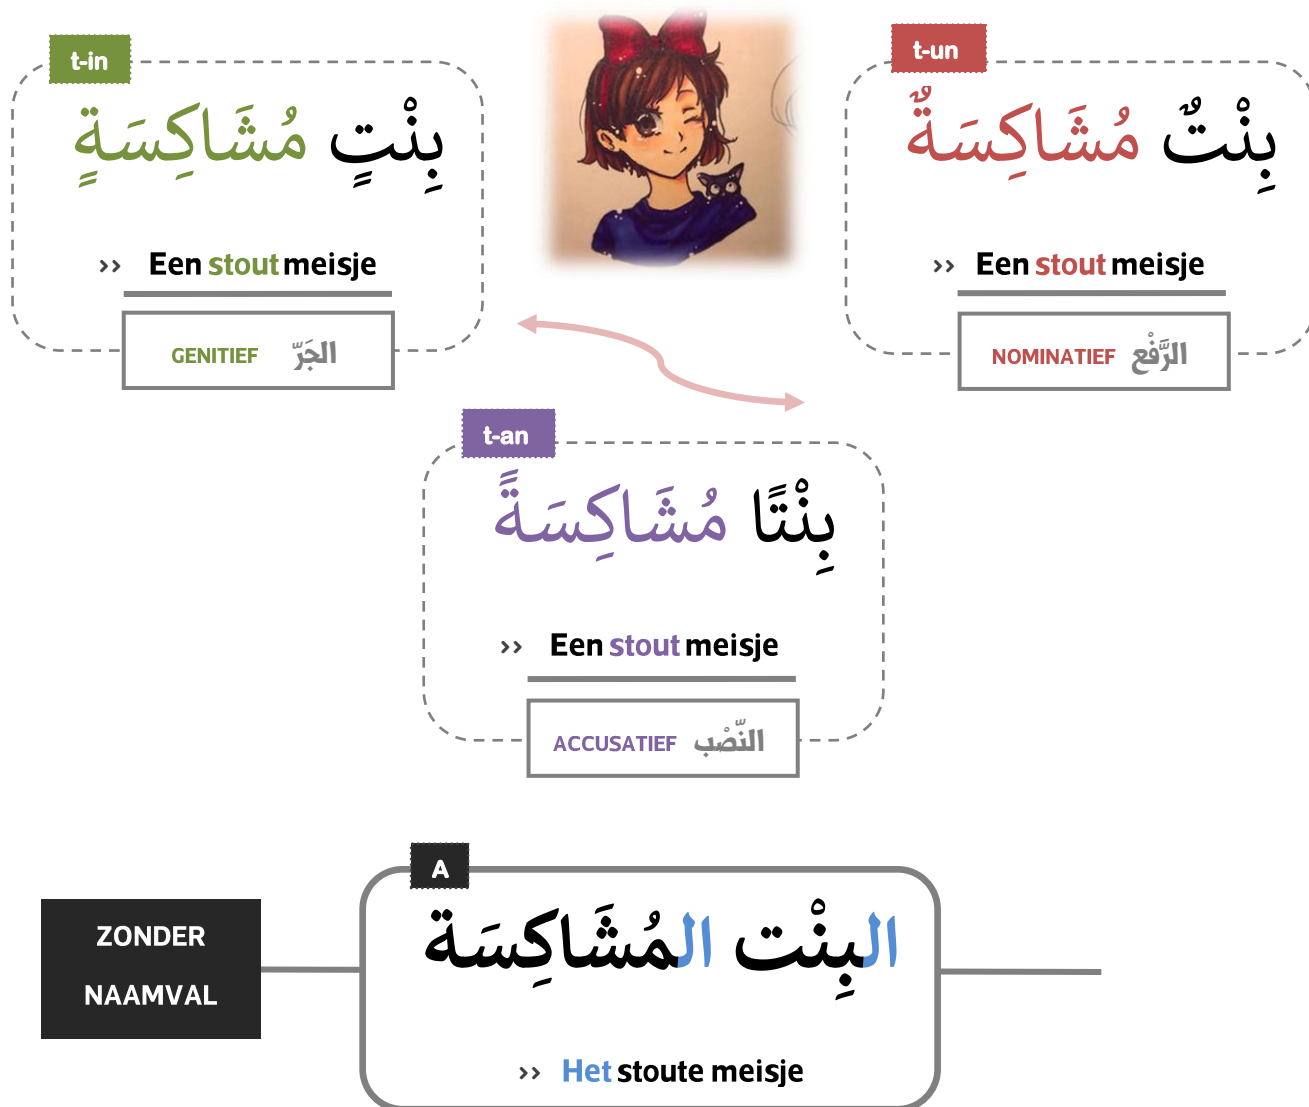 t-in
بِنْتٍ مُشَاكِسَةٍ
›› Een stout meisje
GENITIEF الجَرّ
t-un
بِنْتٌ مُشَاكِسَةٌ
›› Een stout meisje
NOMINATIEF الرَّفْع
t-an
بِنْتًا مُشَاكِسَةً
›› Een stout meisje
ACCUSATIEF النّصْب
ZONDER
NAAMVAL
A
البِنْت المُشَاكِسَة
›› Het stoute meisje